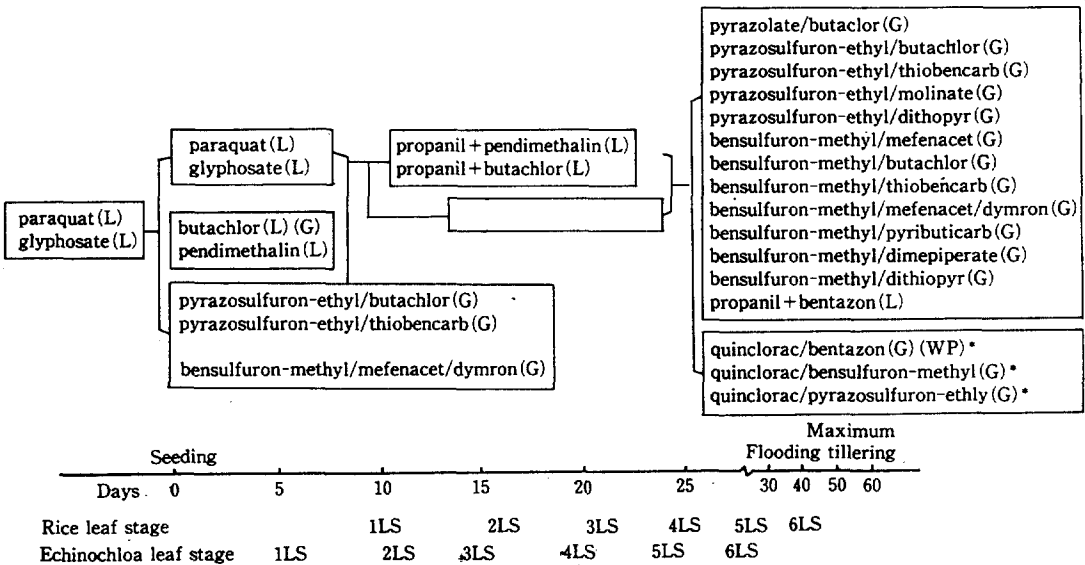 paraquat (L)
glyphosate (L)
paraquat (L)
glyphosate (L)
butachlor (L) (G)
pendimethalin (L)
pyrazosulfuron-ethyl/butachlor (G)
pyrazosulfuron-ethyl/thiobencarb (G)
bensulfuron-methyl/mefenacet/dymron (G)
propanil+pendimethalin (L)
propanil+butachlor (L)
pyrazolate/butaclor (G)
pyrazosulfuron-ethyl/butachlor (G)
pyrazosulfuron-ethyl/thiobencarb (G)
pyrazosulfuron-ethyl/molinate (G)
pyrazosulfuron-ethyl/dithopyr (G)
bensulfuron-methyl/mefenacet (G)
bensulfuron-methyl/butachlor (G)
bensulfuron-methyl/thiobencarb (G)
bensulfuron-methyl/mefenacet/dymron (G)
bensulfuron-methyl/pyributicarb (G)
bensulfuron-methyl/dimepiperate (G)
bensulfuron-methyl/dithiopyr (G)
propanil+bentazon (L)
quinclorac/bentazon (G) (WP) *
quinclorac/bensulfuron-methyl (G) *
quinclorac/pyrazosulfuron-ethly (G) *
Maximum
Seeding Flooding tillering
Days 0 5 10 15 20 25 30 40 50 60
Rice leaf stage 1LS 2LS 3LS 4LS 5LS 6LS
Echinochloa leaf stage 1LS 2LS 3LS 4LS 5LS 6LS